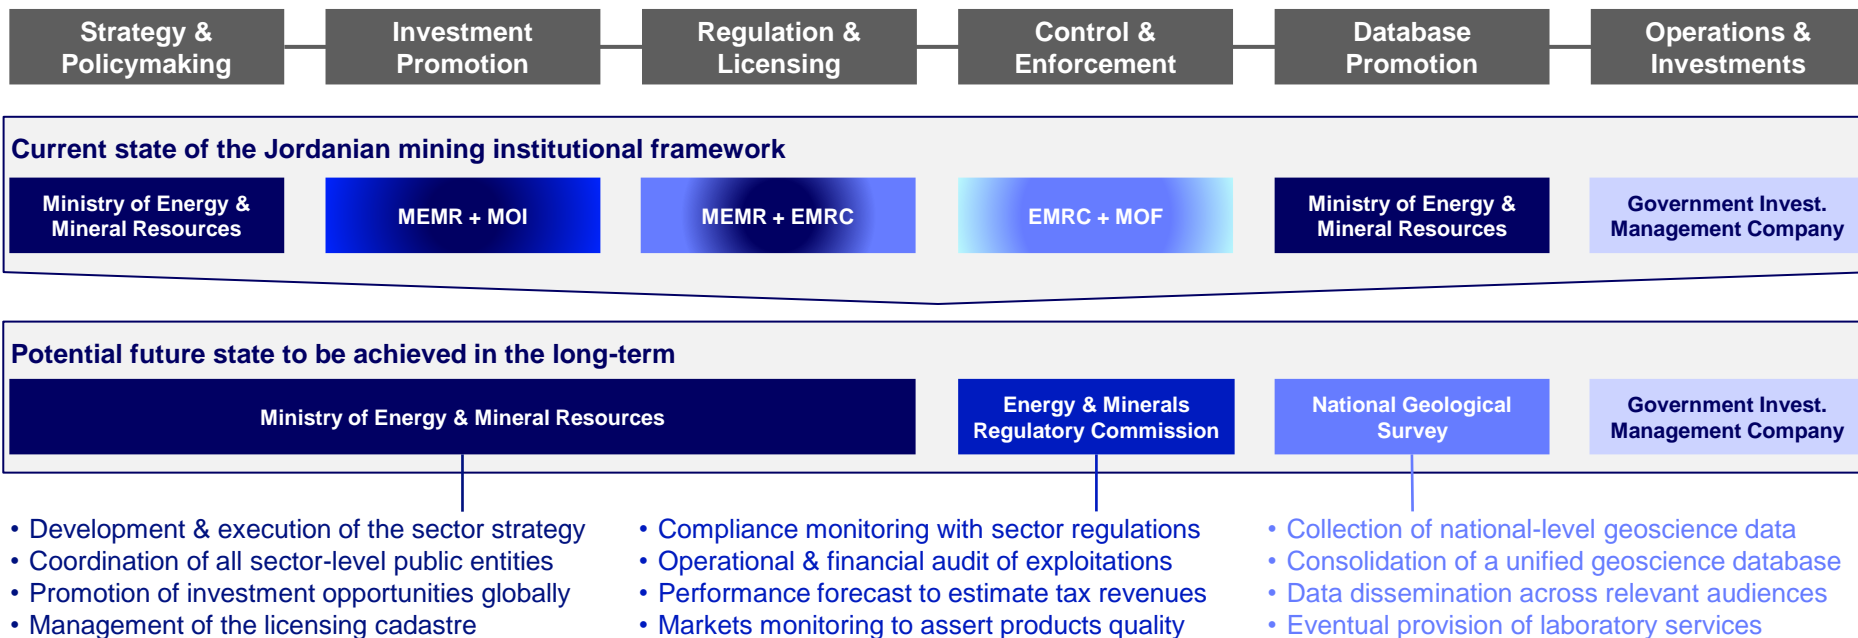 Strategy &
Policymaking
Investment
Promotion
Regulation &
Licensing
Control &
Enforcement
Database
Promotion
Operations &
Investments
Current state of the Jordanian mining institutional framework
Ministry of Energy &
Mineral Resources
MEMR + MOI
MEMR + EMRC
EMRC + MOF
Ministry of Energy &
Mineral Resources
Government Invest.
Management Company
Potential future state to be achieved in the long-term
Ministry of Energy & Mineral Resources
Energy & Minerals
Regulatory Commission
National Geological
Survey
Government Invest.
Management Company
• Development & execution of the sector strategy
• Coordination of all sector-level public entities
• Promotion of investment opportunities globally
• Management of the licensing cadastre
• Compliance monitoring with sector regulations
• Operational & financial audit of exploitations
• Performance forecast to estimate tax revenues
• Markets monitoring to assert products quality
• Collection of national-level geoscience data
• Consolidation of a unified geoscience database
• Data dissemination across relevant audiences
• Eventual provision of laboratory services